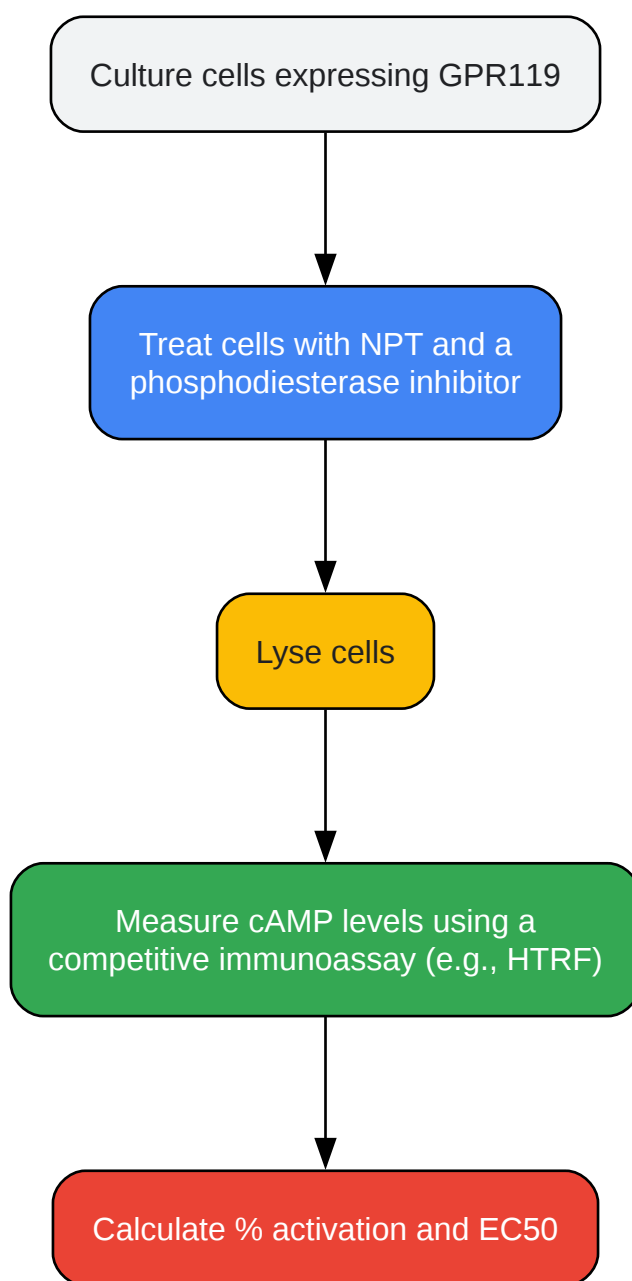 Culture cells expressing GPR119
Treat cells with NPT and a
phosphodiesterase inhibitor
Lyse cells
Measure cAMP levels using a
competitive immunoassay (e.g., HTRF)
Calculate % activation and EC50